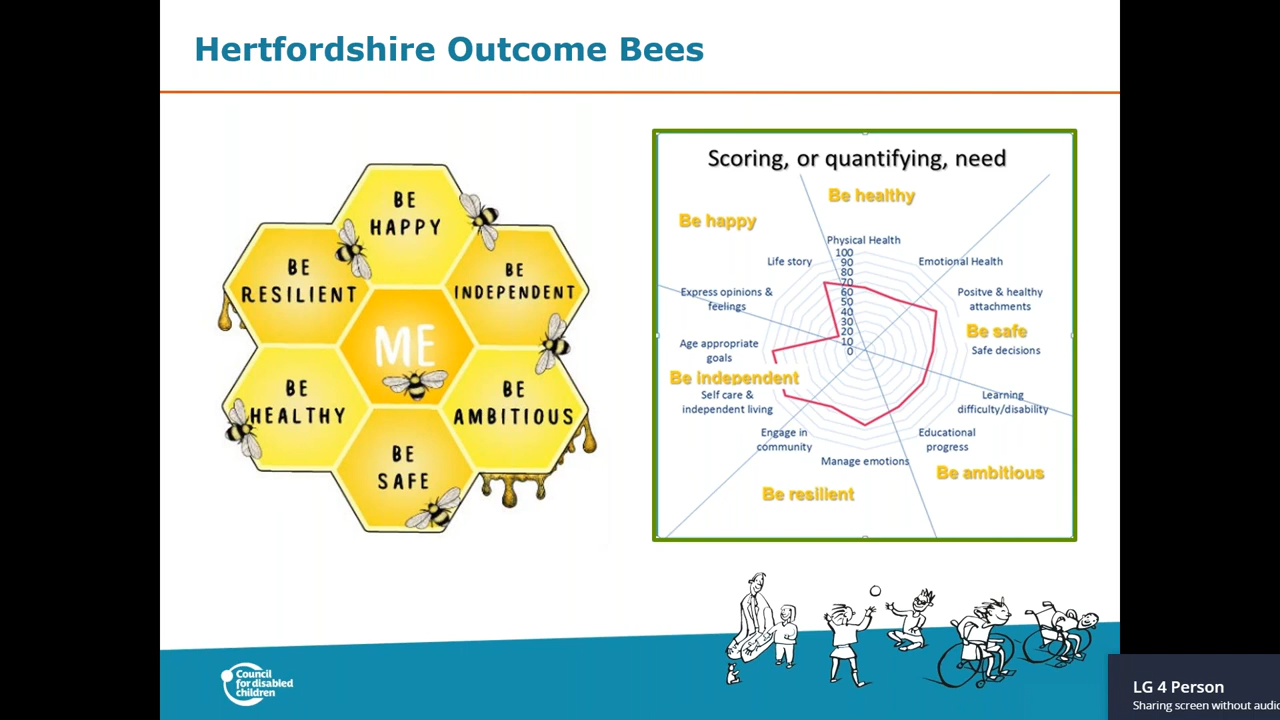 Hertfordshire Outcome Bees
BE
HAPPY
BE
RESILIENT
BE
INDEPENDENT
ME
BE
HEALTHY
BE
AMBITIOUS
BE
SAFE
Scoring, or quantifying, need
Be healthy
Be happy
Physical Health
100
90
80
70
60
50
40
30
20
10
0
Life story
Emotional Health
Express opinions &
feelings
Positve & healthy
attachments
Be safe
Age appropriate
goals
Safe decisions
Be independent
Self care &
independent living
Learning
difficulty/disability
Engage in
community
Educational
progress
Manage emotions
Be ambitious
Be resilient
Council
for disabled
children
LG 4 Person
Sharing screen without audio